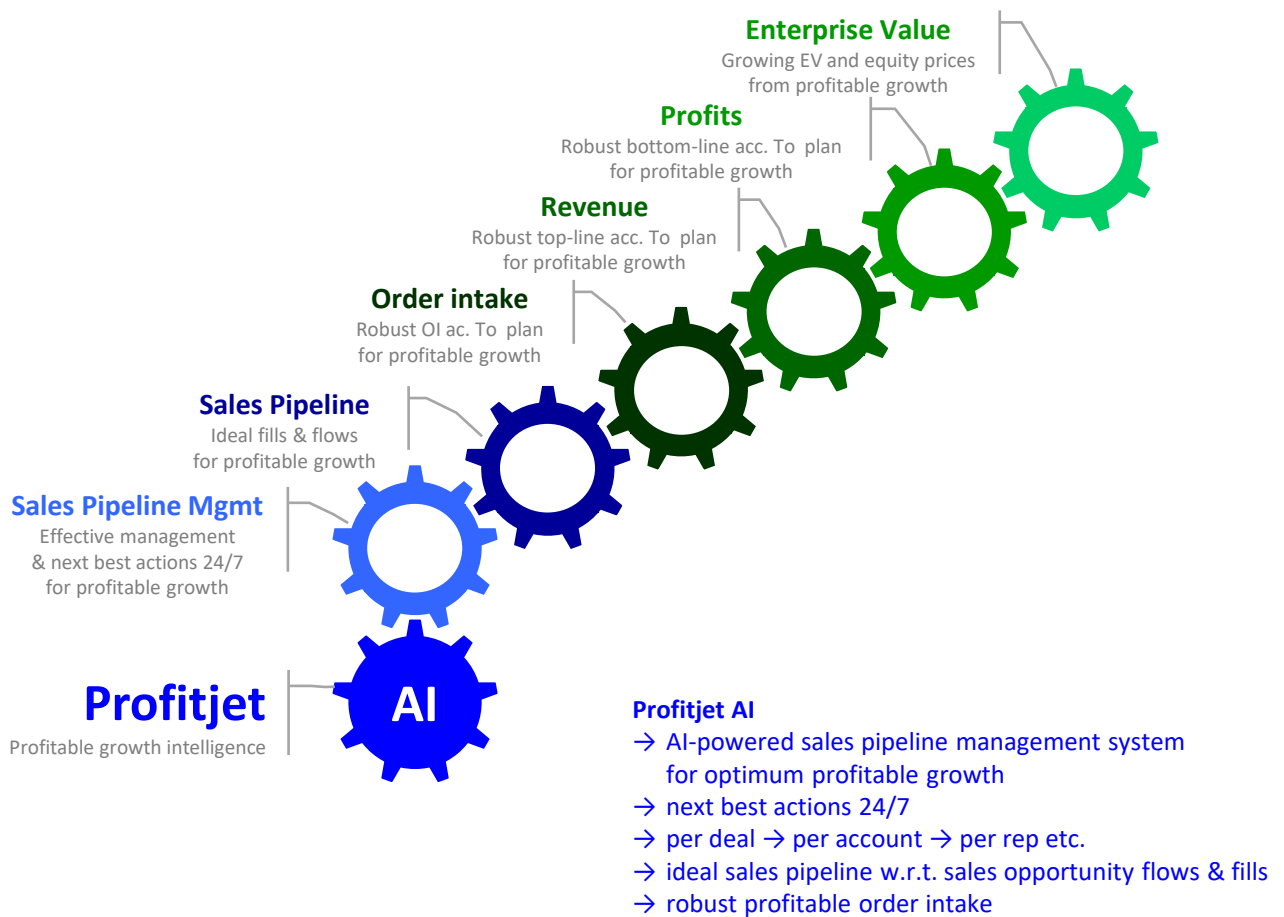 Enterprise Value
Growing EV and equity prices
from profitable growth
Profits
Robust bottom-line acc. To plan
for profitable growth
Revenue
Robust top-line acc. To plan
for profitable growth
Order intake
Robust OI ac. To plan
for profitable growth
Sales Pipeline
Ideal fills & flows
for profitable growth
Sales Pipeline Mgmt
Effective management
& next best actions 24/7
for profitable growth
Profitjet
Profitable growth intelligence
AI
Profitjet AI
→ AI-powered sales pipeline management system
for optimum profitable growth
→ next best actions 24/7
→ per deal → per account → per rep etc.
→ ideal sales pipeline w.r.t. sales opportunity flows & fills
→ robust profitable order intake